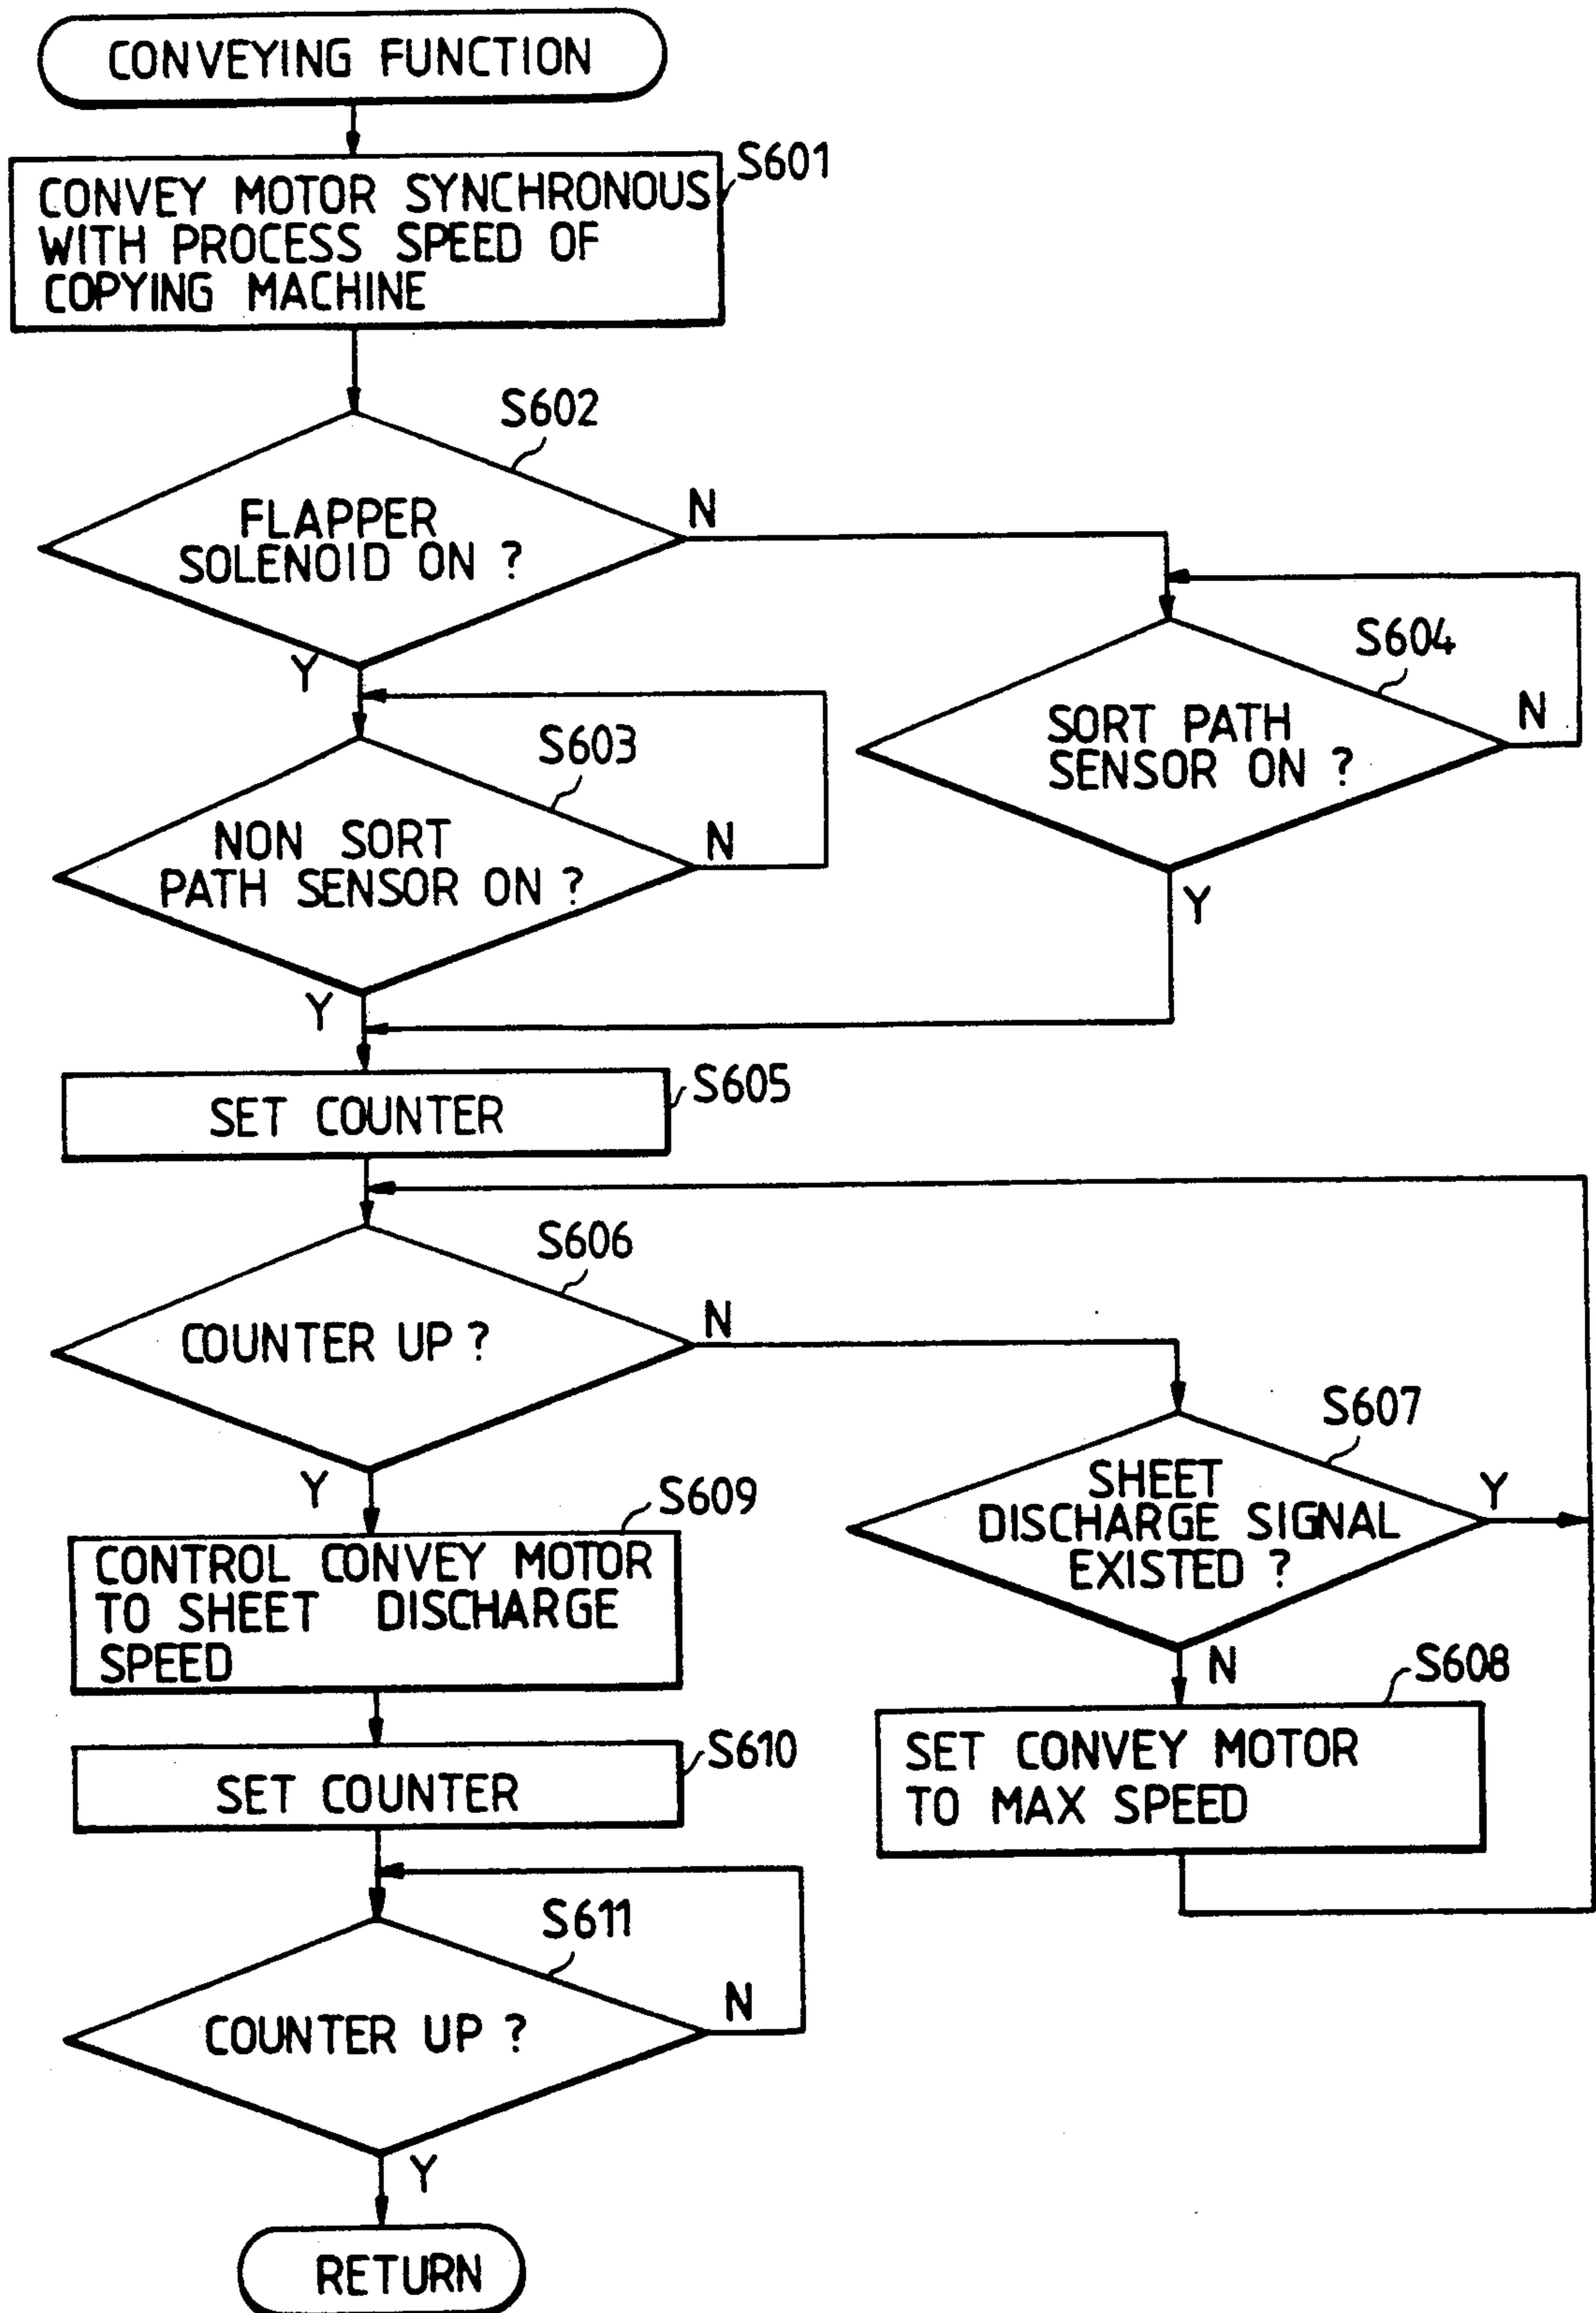 CONVEYING FUNCTION
S601
CONVEY MOTOR SYNCHRONOUS
WITH PROCESS SPEED OF
COPYING MACHINE
S602
FLAPPER
SOLENOID ON ?
N
Y
S604
SORT PATH
SENSOR ON ?
N
Y
S603
NON SORT
PATH SENSOR ON ?
N
Y
S605
SET COUNTER
S606
COUNTER UP ?
N
Y
S607
SHEET
DISCHARGE SIGNAL
EXISTED ?
Y
N
S608
SET CONVEY MOTOR
TO MAX SPEED
S609
CONTROL CONVEY MOTOR
TO SHEET DISCHARGE
SPEED
S610
SET COUNTER
S611
COUNTER UP ?
N
Y
RETURN